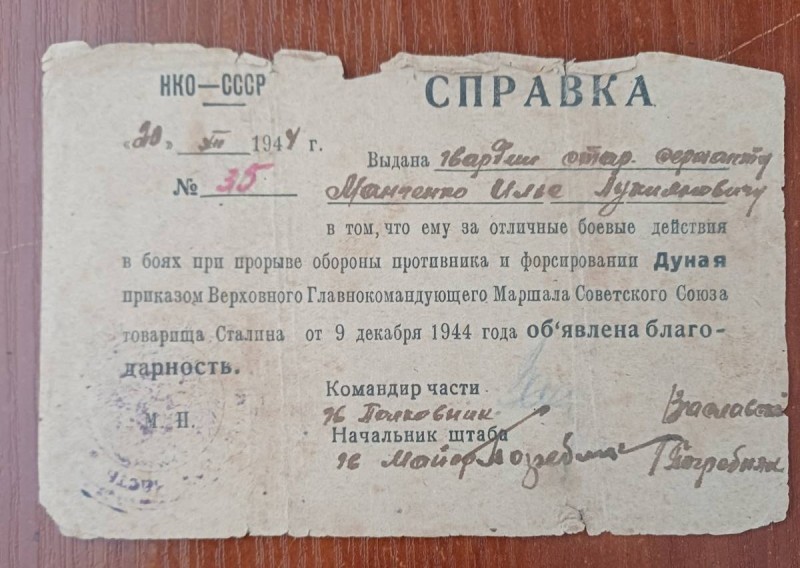 НКО—СССР
СПРАВКА
«20» XII 1944 г.
№ 35
Выдана гвардии стар. сержанту
Манченко Илье Лукияновичу
в том, что ему за отличные боевые действия
в боях при прорыве обороны противника и форсировании Дуная
приказом Верховного Главнокомандующего Маршала Советского Союза
товарища Сталина от 9 декабря 1944 года об'явлена благо-
дарность.
Командир части
гв Полковник
М. П.
Начальник штаба
гв Майор